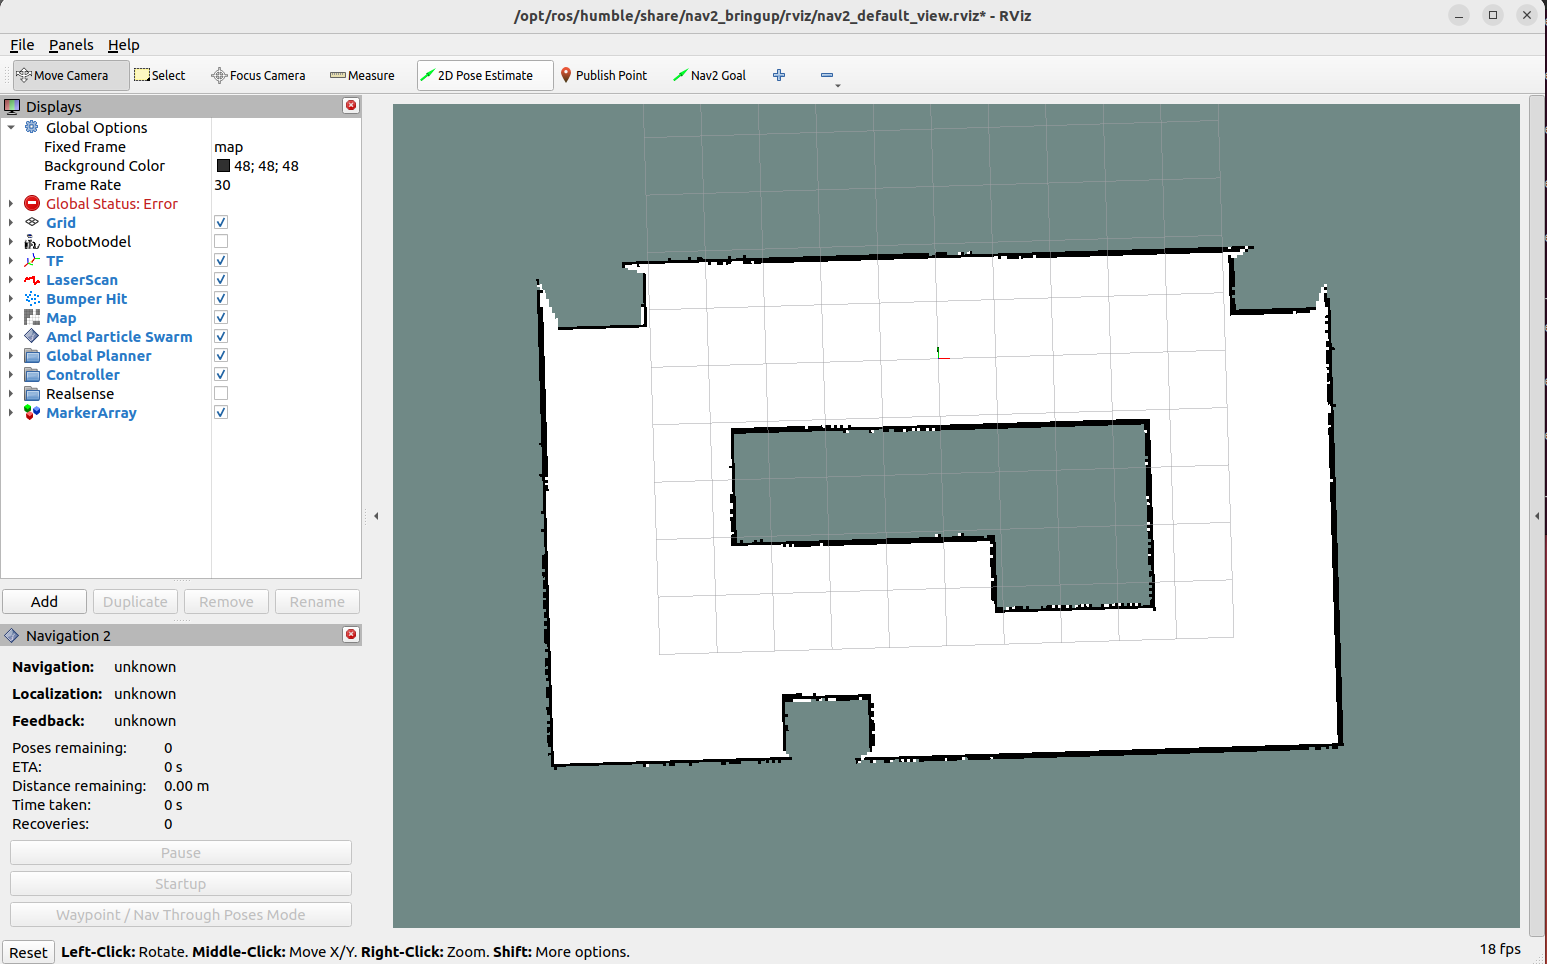 /opt/ros/humble/share/nav2_bringup/rviz/nav2_default_view.rviz* - RViz
File Panels Help
Move Camera Select Focus Camera Measure 2D Pose Estimate Publish Point Nav2 Goal
Displays
Global Options
Fixed Frame map
Background Color 48; 48; 48
Frame Rate 30
Global Status: Error
Grid
RobotModel
TF
LaserScan
Bumper Hit
Map
Amcl Particle Swarm
Global Planner
Controller
Realsense
MarkerArray
Add Duplicate Remove Rename
Navigation 2
Navigation: unknown
Localization: unknown
Feedback: unknown
Poses remaining: 0
ETA: 0 s
Distance remaining: 0.00 m
Time taken: 0 s
Recoveries: 0
Pause
Startup
Waypoint / Nav Through Poses Mode
Reset Left-Click: Rotate. Middle-Click: Move X/Y. Right-Click: Zoom. Shift: More options. 18 fps